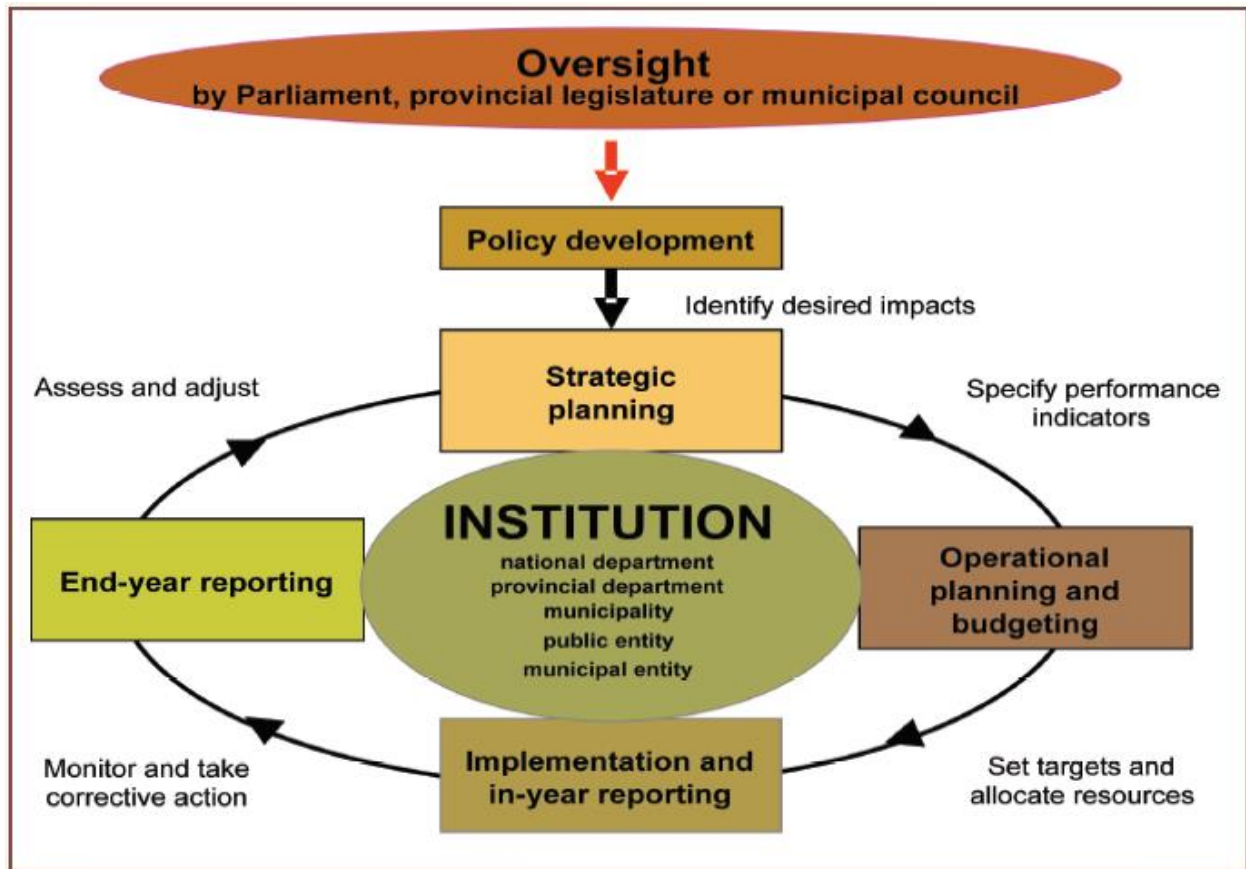 Oversight
by Parliament, provincial legislature or municipal council
Policy development
Identify desired impacts
Strategic
planning
Assess and adjust
Specify performance
indicators
INSTITUTION
national department
provincial department
municipality
public entity
municipal entity
End-year reporting
Operational
planning and
budgeting
Implementation and
in-year reporting
Monitor and take
corrective action
Set targets and
allocate resources